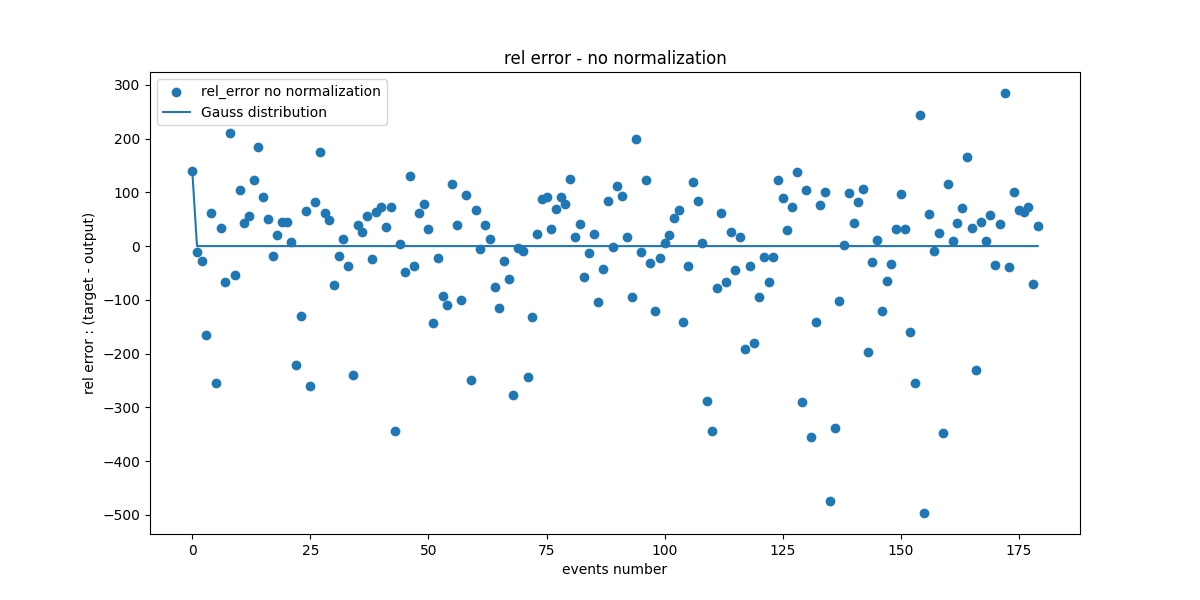 rel error - no normalization
rel_error no normalization
Gauss distribution
300
200
100
0
−100
−200
−300
−400
−500
rel error : (target - output)
0 25 50 75 100 125 150 175
events number